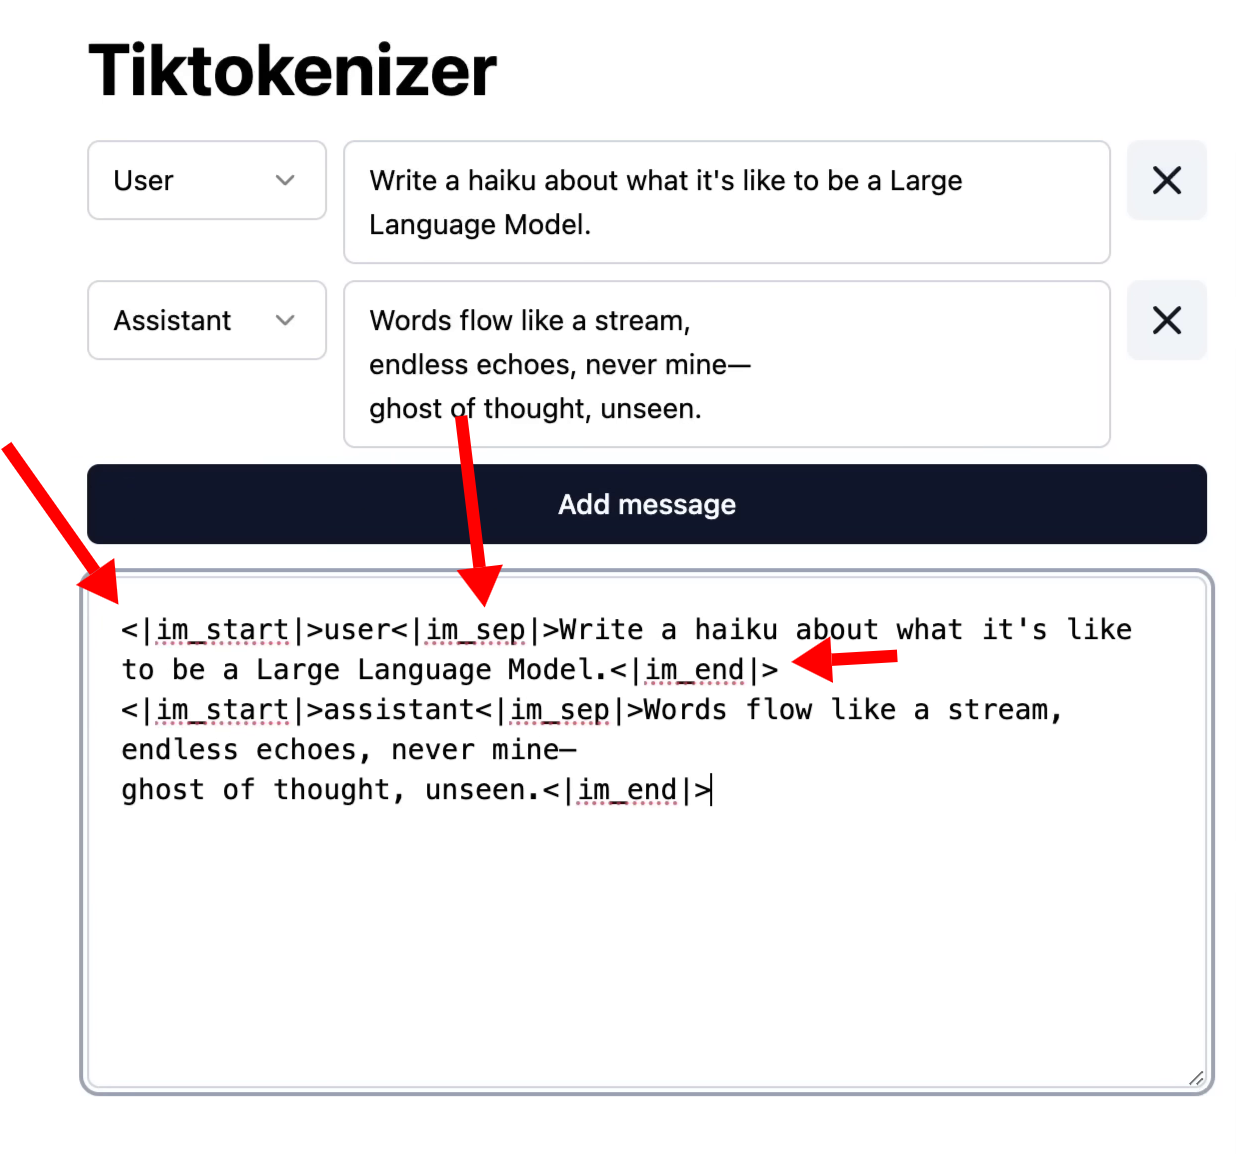 Tiktokenizer
User
Write a haiku about what it's like to be a Large
Language Model.
Assistant
Words flow like a stream,
endless echoes, never mine—
ghost of thought, unseen.
Add message
<|im_start|>user<|im_sep|>Write a haiku about what it's like
to be a Large Language Model.<|im_end|>
<|im_start|>assistant<|im_sep|>Words flow like a stream,
endless echoes, never mine—
ghost of thought, unseen.<|im_end|>